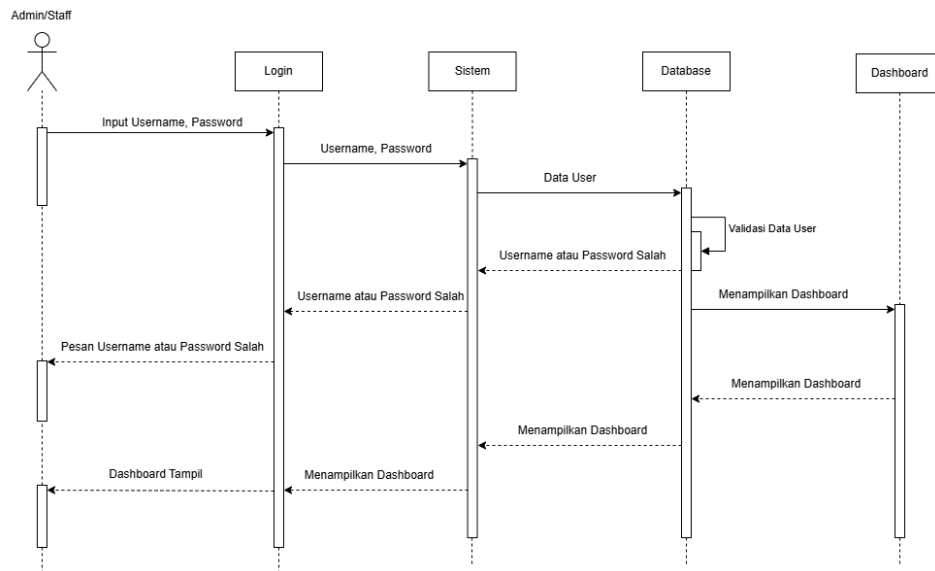 Admin/Staff
Login
Sistem
Database
Dashboard
Input Username, Password
Username, Password
Data User
Validasi Data User
Username atau Password Salah
Username atau Password Salah
Menampilkan Dashboard
Pesan Username atau Password Salah
Menampilkan Dashboard
Menampilkan Dashboard
Dashboard Tampil
Menampilkan Dashboard